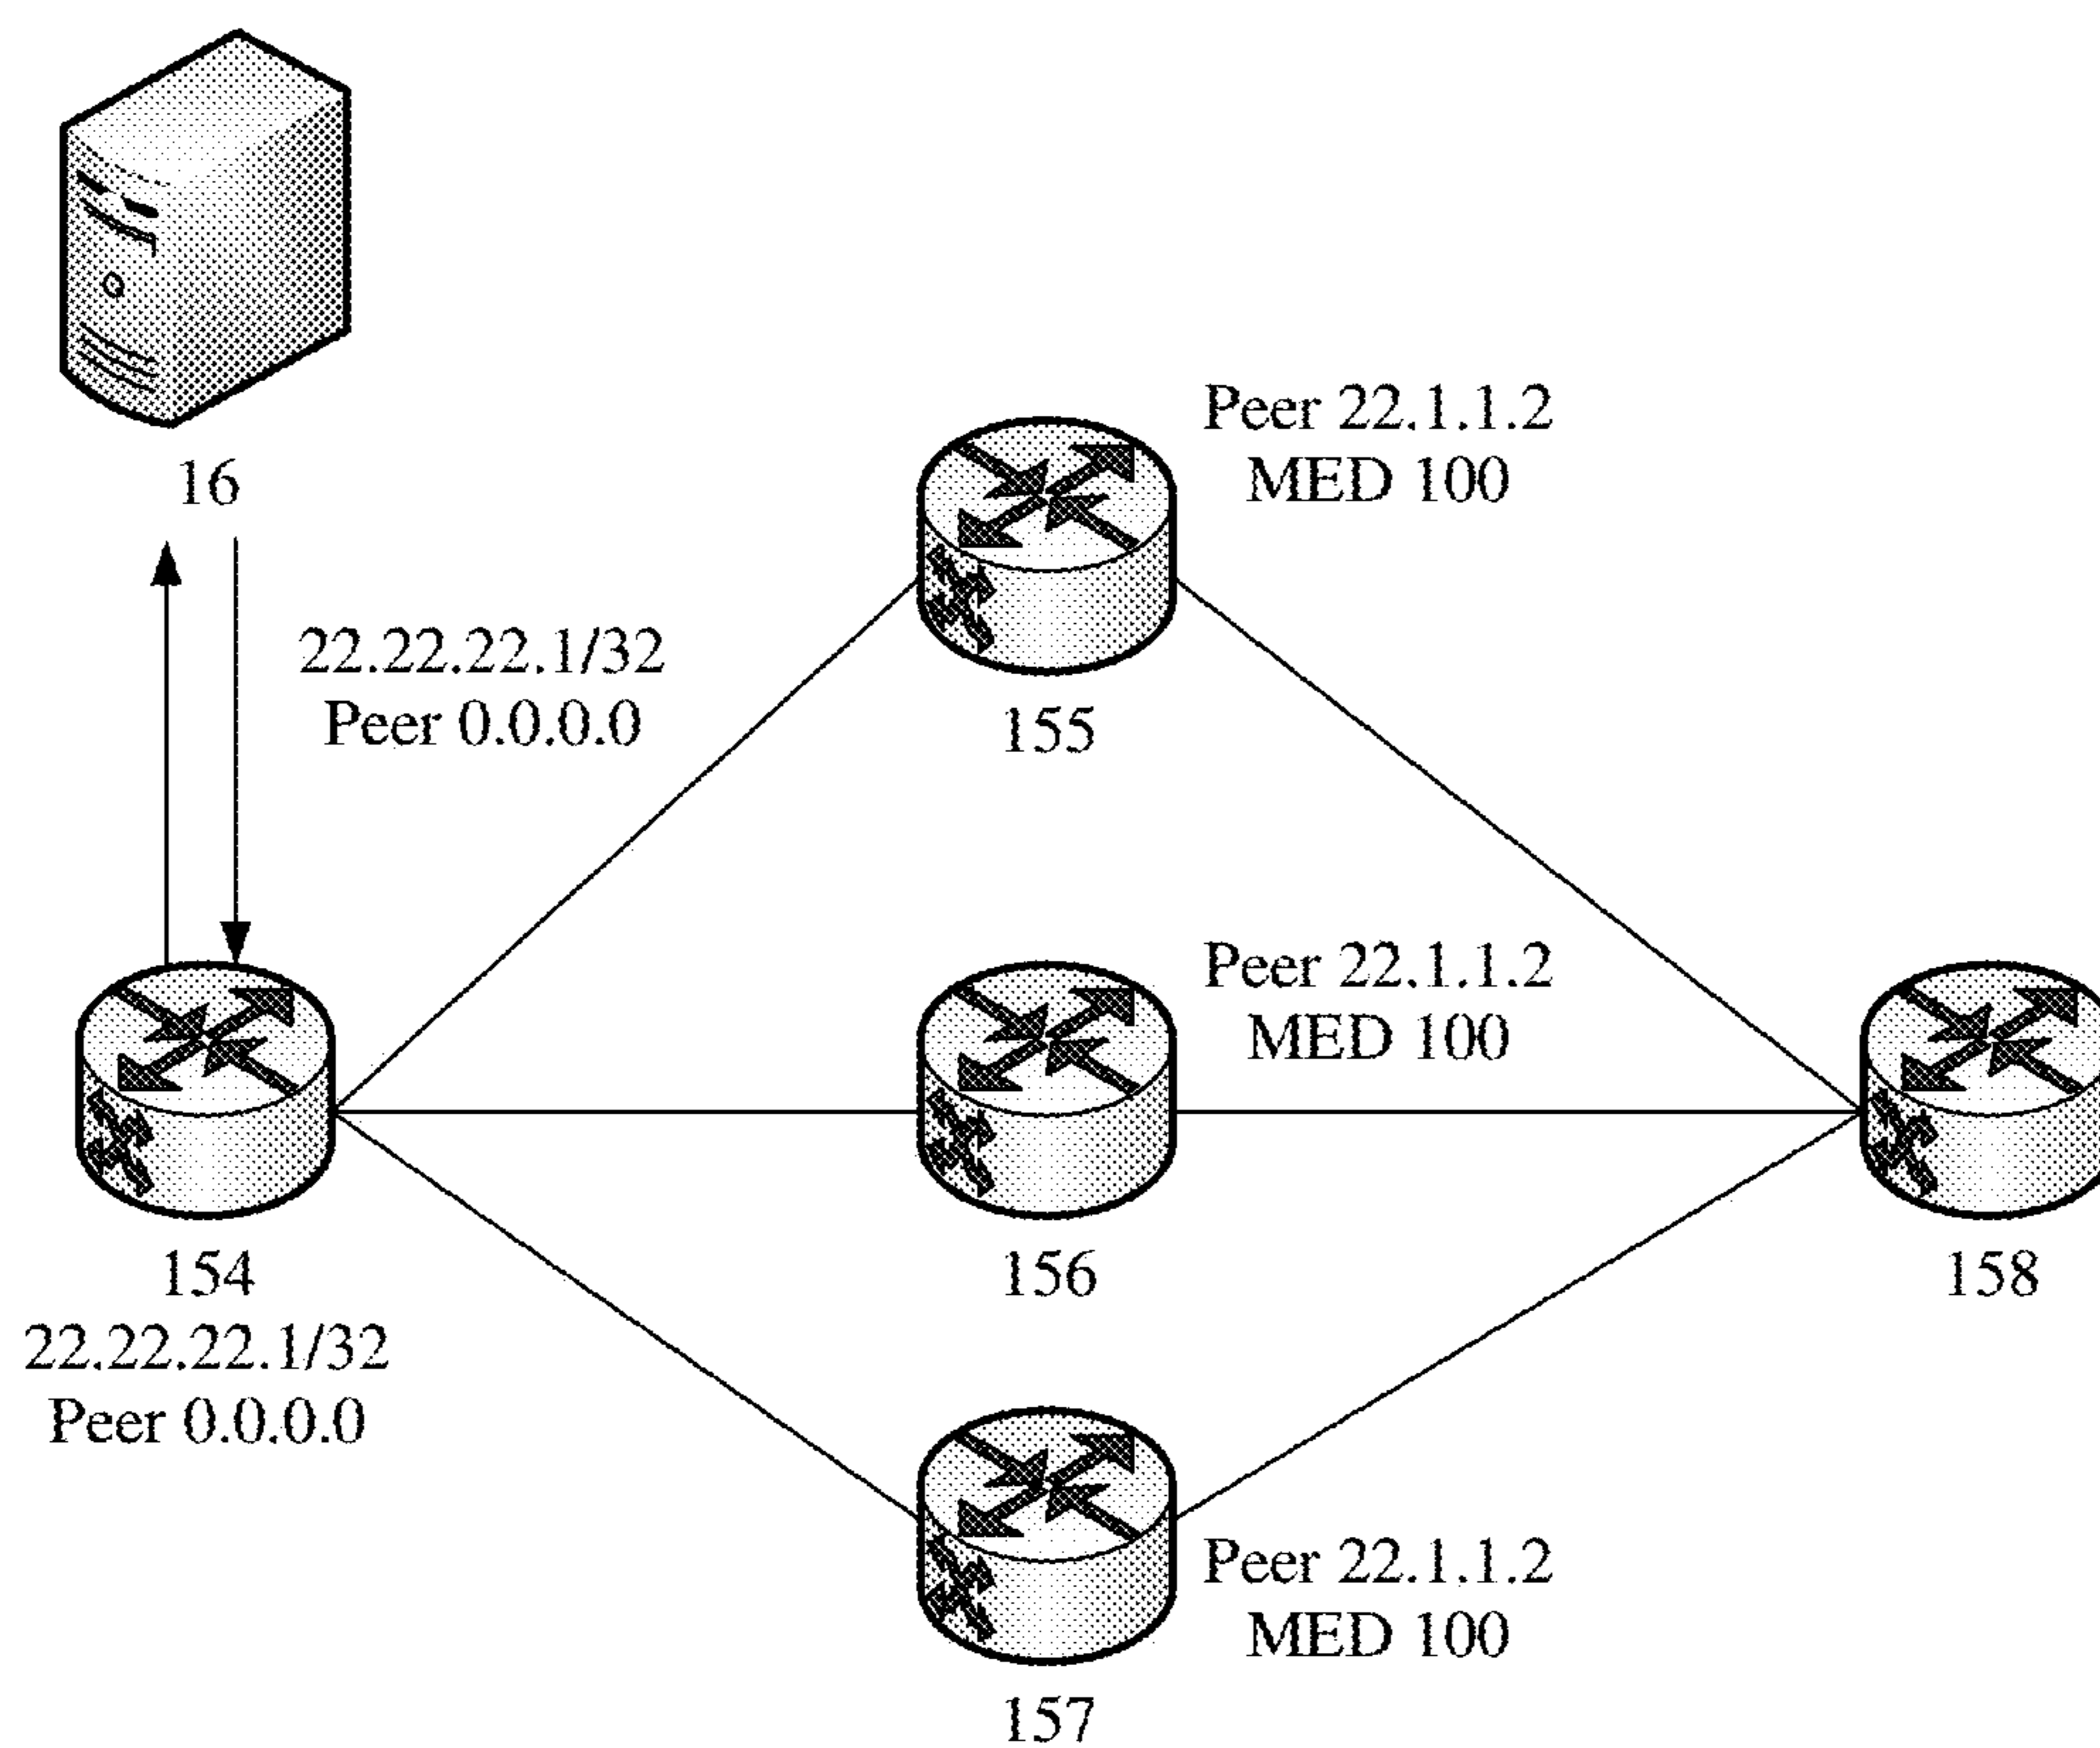 16
22.22.22.1/32
Peer 0.0.0.0
Peer 22.1.1.2
MED 100
155
Peer 22.1.1.2
MED 100
154
22.22.22.1/32
Peer 0.0.0.0
156
158
Peer 22.1.1.2
MED 100
157